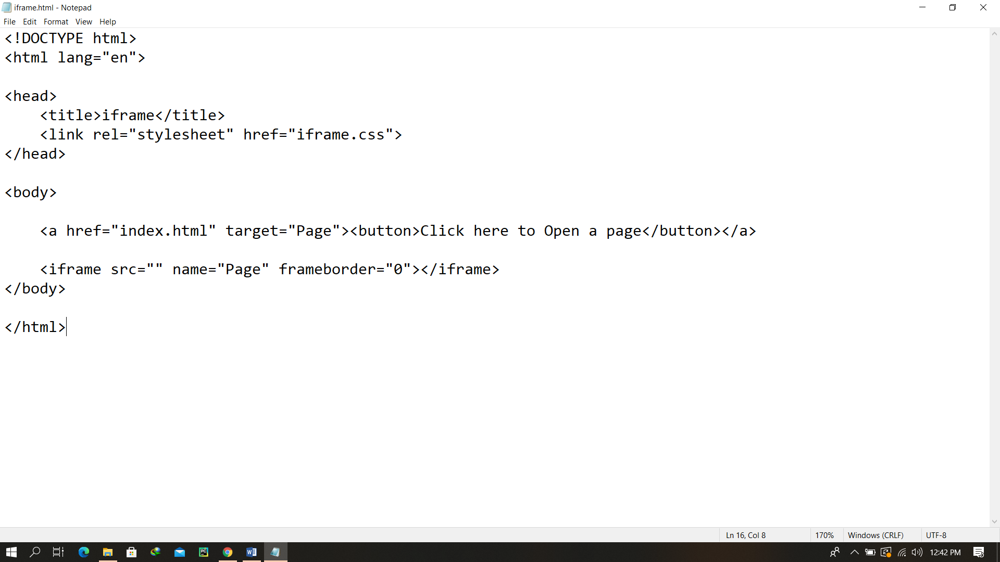 iframe.html - Notepad
File Edit Format View Help
<!DOCTYPE html>
<html lang="en">
<head>
    <title>iframe</title>
    <link rel="stylesheet" href="iframe.css">
</head>
<body>
    <a href="index.html" target="Page"><button>Click here to Open a page</button></a>
    <iframe src="" name="Page" frameborder="0"></iframe>
</body>
</html>
Ln 16, Col 8 170% Windows (CRLF) UTF-8
PC W 12:42 PM